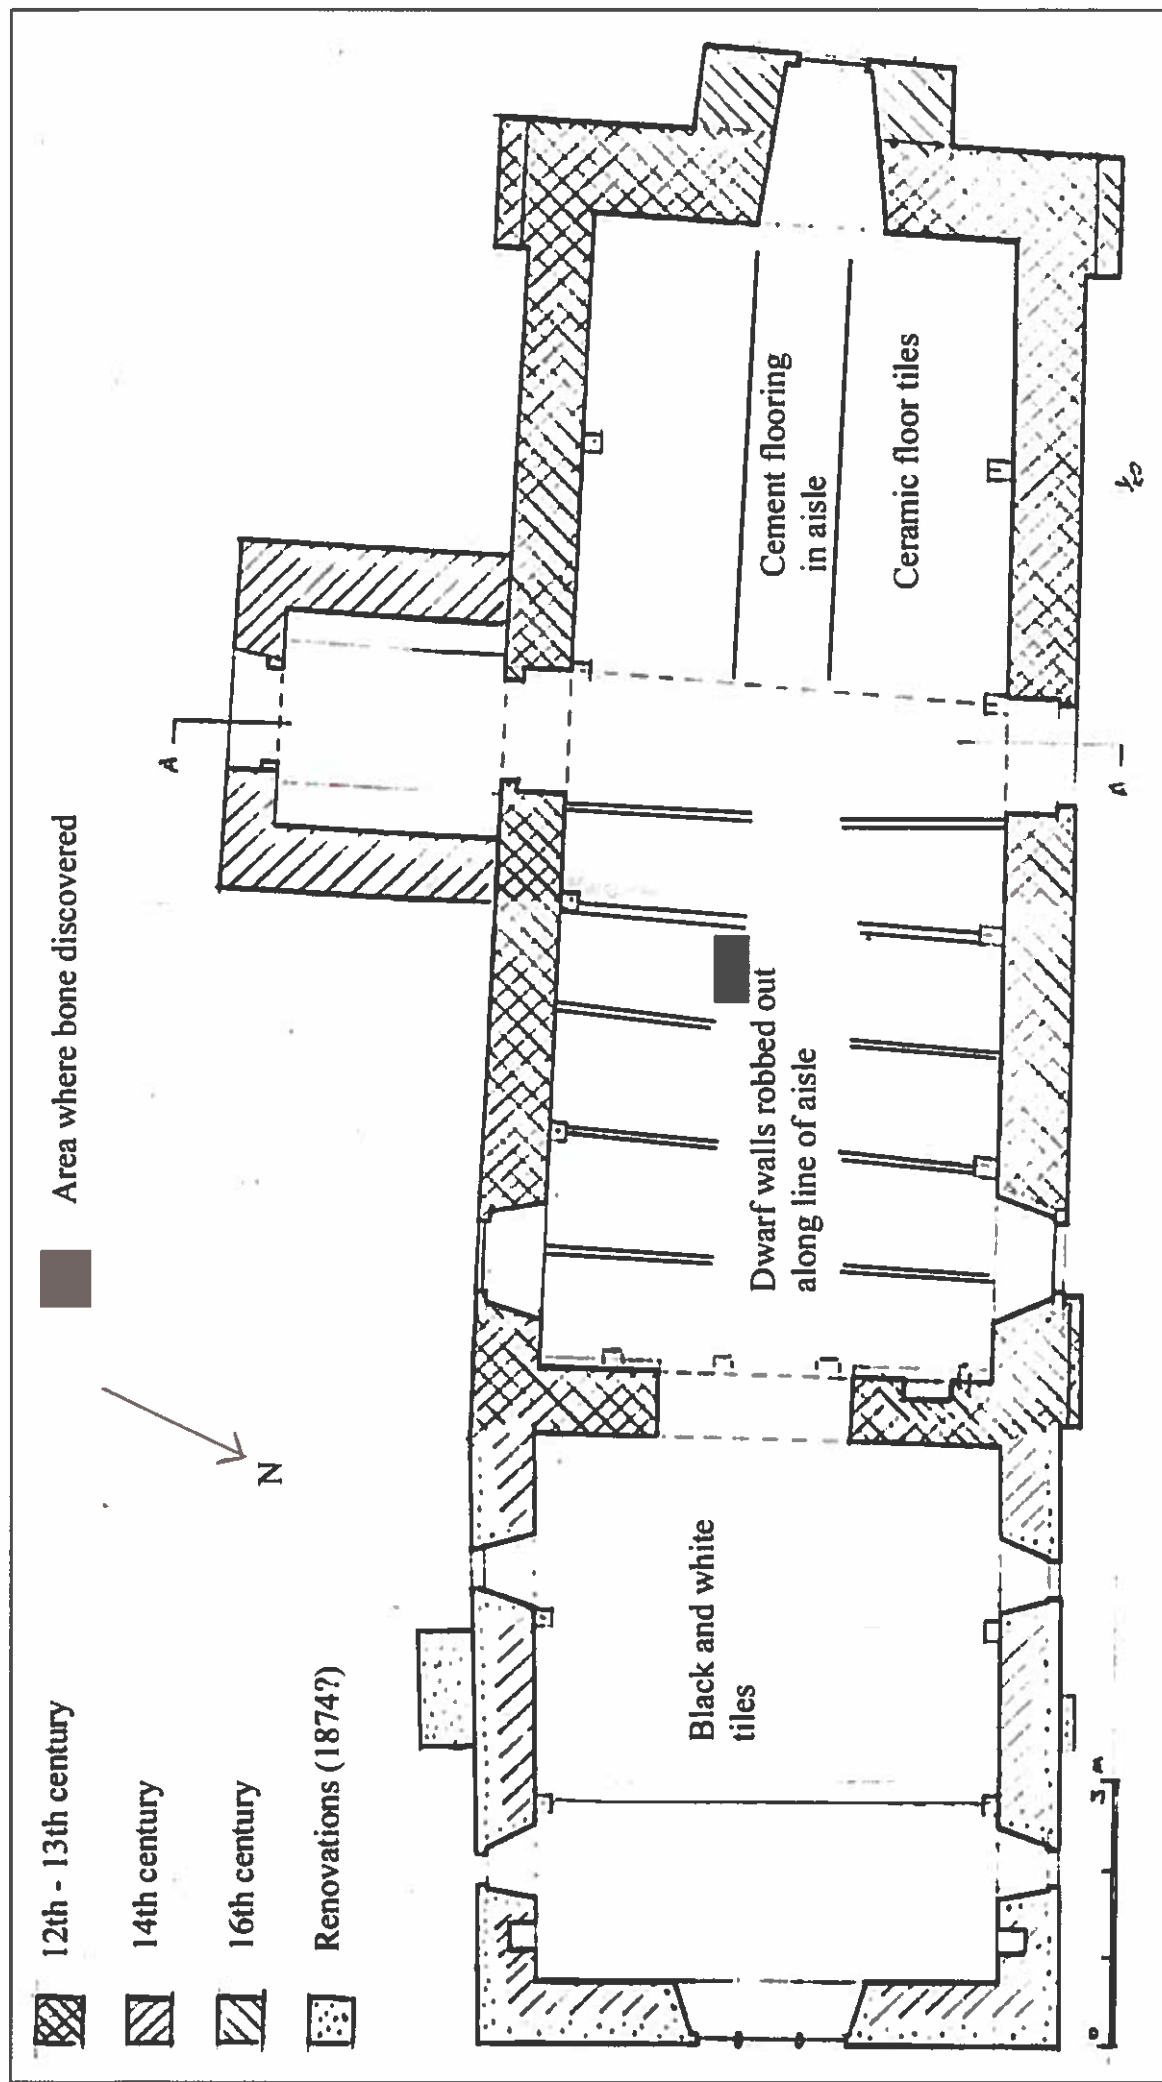 12th - 13th century
14th century
16th century
Renovations (1874?)
Area where bone discovered
N
A
Black and white
tiles
Dwarf walls robbed out
along line of aisle
Cement flooring
in aisle
Ceramic floor tiles
A
0
3 m